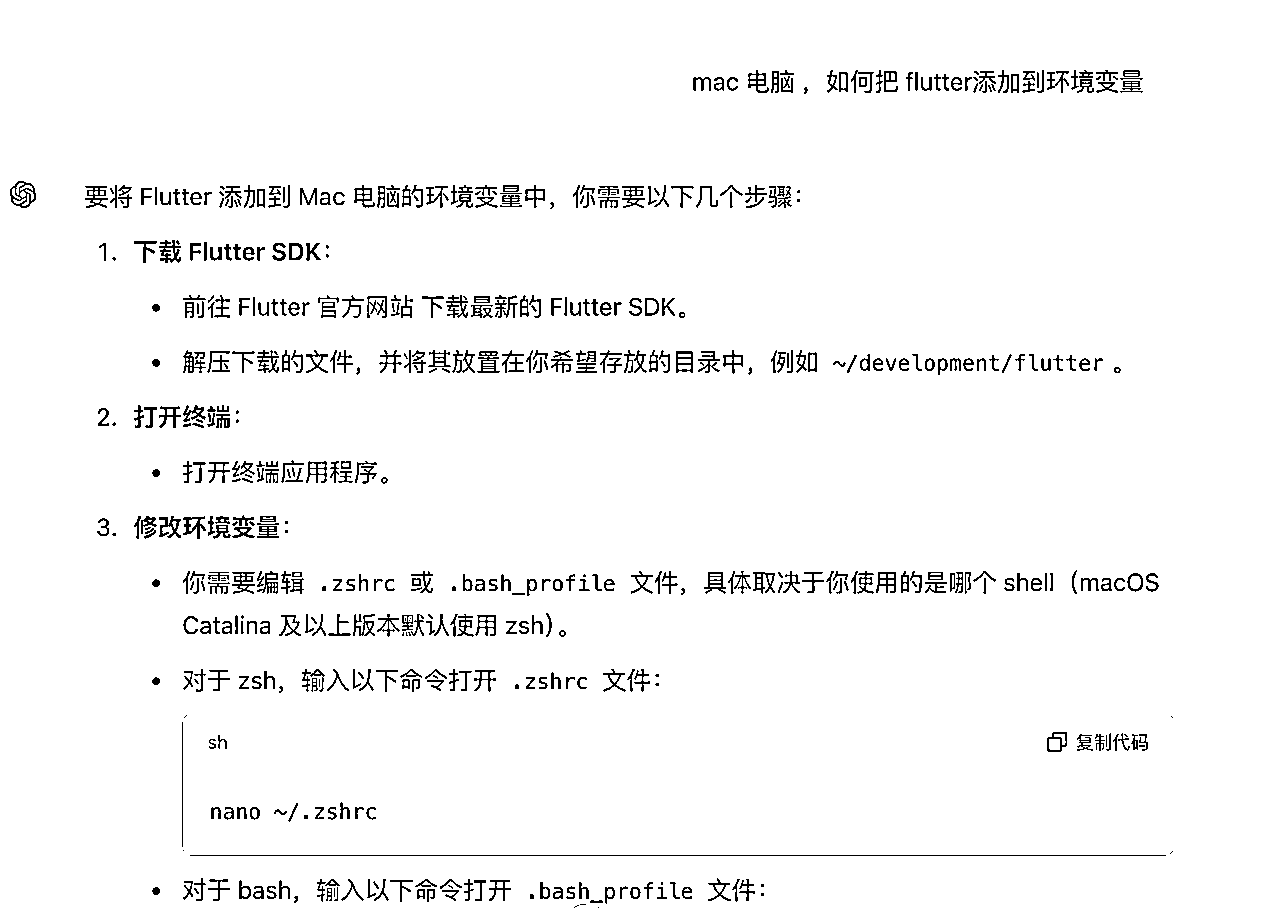 mac 电脑 ，如何把 flutter添加到环境变量
要将 Flutter 添加到 Mac 电脑的环境变量中，你需要以下几个步骤：
1. 下载 Flutter SDK：
• 前往 Flutter 官方网站 下载最新的 Flutter SDK。
• 解压下载的文件，并将其放置在你希望存放的目录中，例如 ~/development/flutter 。
2. 打开终端：
• 打开终端应用程序。
3. 修改环境变量：
• 你需要编辑 .zshrc 或 .bash_profile 文件，具体取决于你使用的是哪个 shell（macOS
Catalina 及以上版本默认使用 zsh）。
• 对于 zsh，输入以下命令打开 .zshrc 文件：
sh 复制代码
nano ~/.zshrc
• 对于 bash，输入以下命令打开 .bash_profile 文件：